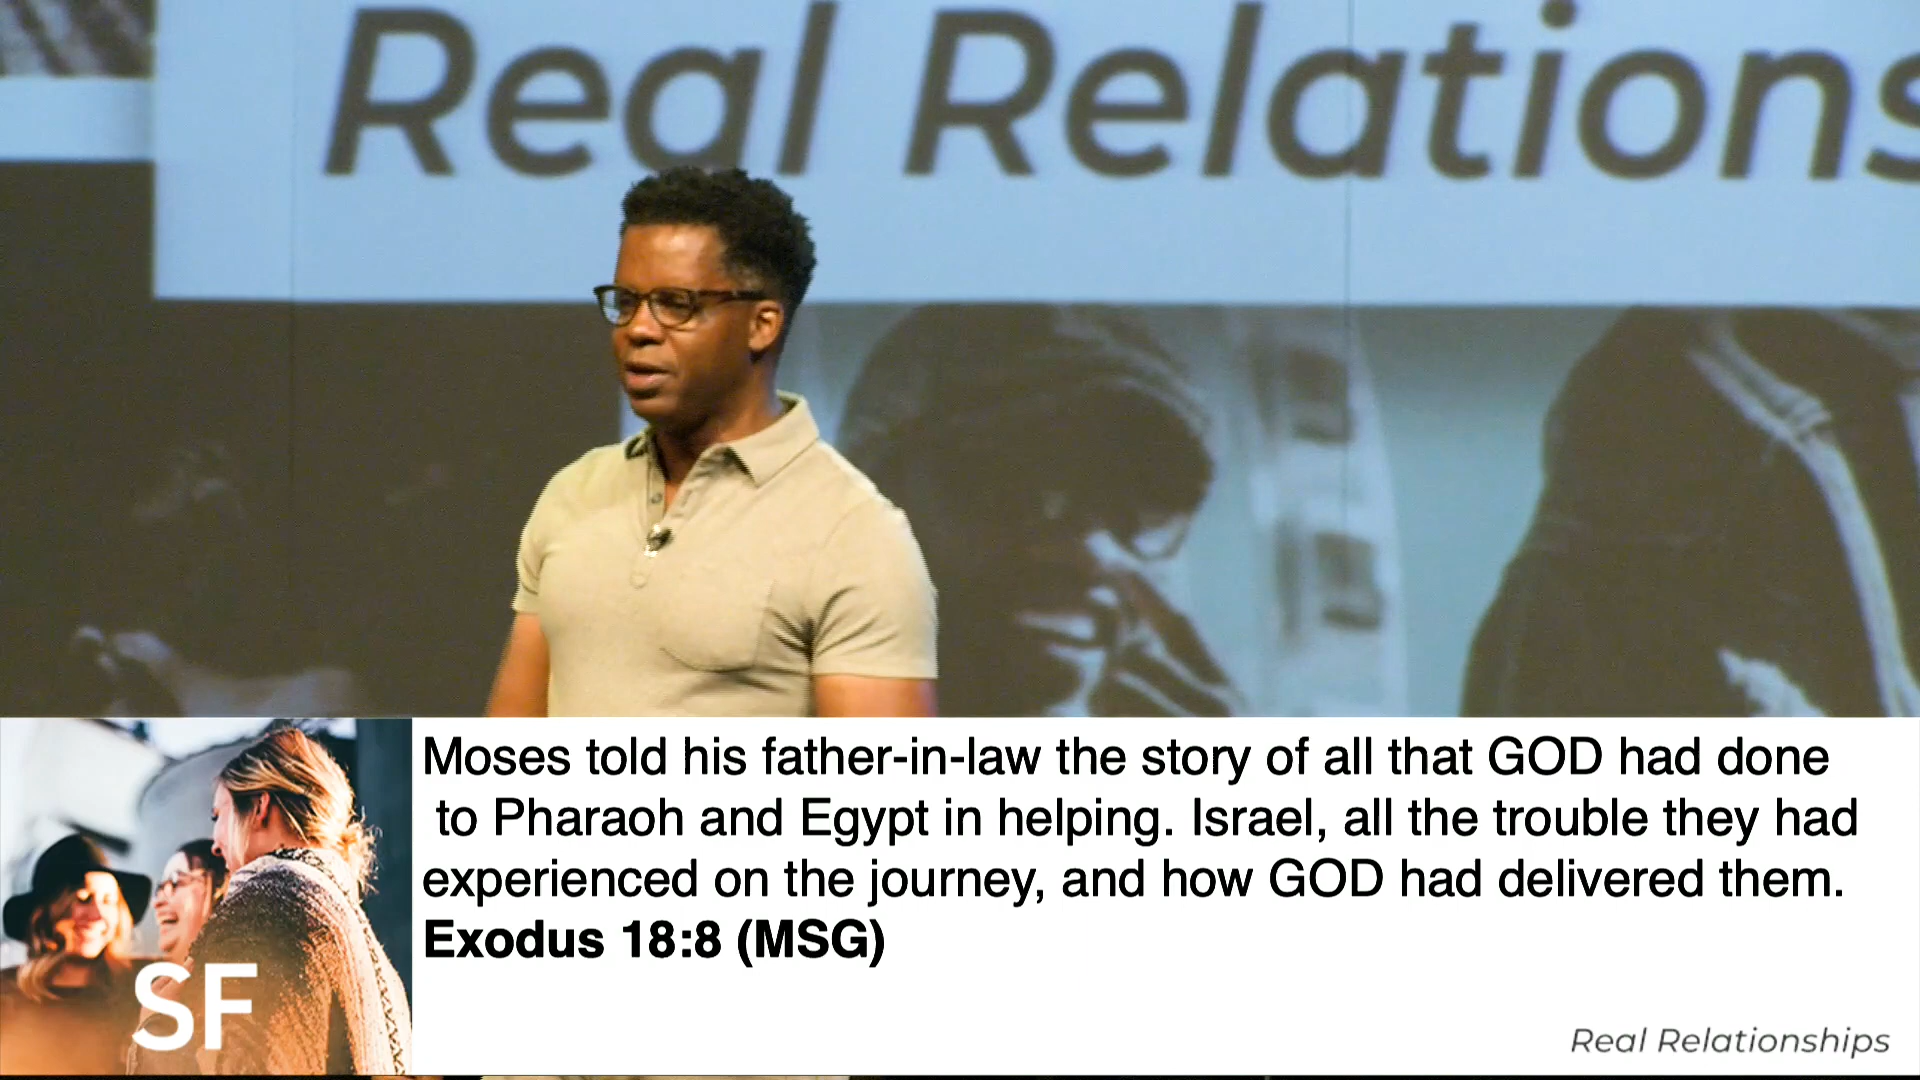 Real Relations
Moses told his father-in-law the story of all that GOD had done
to Pharaoh and Egypt in helping. Israel, all the trouble they had
experienced on the journey, and how GOD had delivered them.
Exodus 18:8 (MSG)
SF
Real Relationships